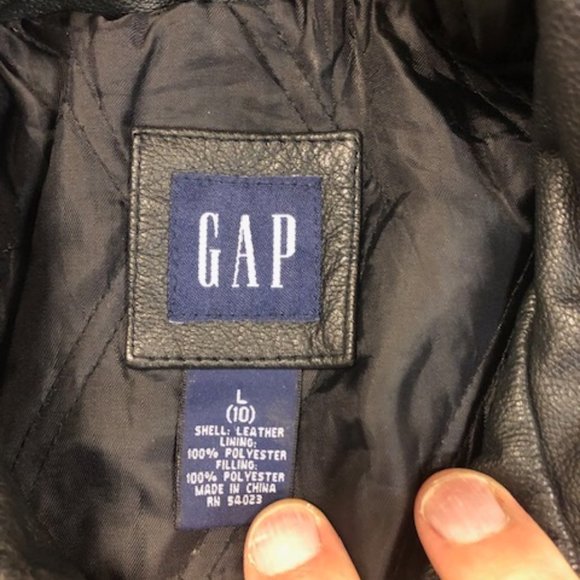 GAP
L
(10)
SHELL: LEATHER
LINING:
100% POLYESTER
FILLING:
100% POLYESTER
MADE IN CHINA
RN 54023